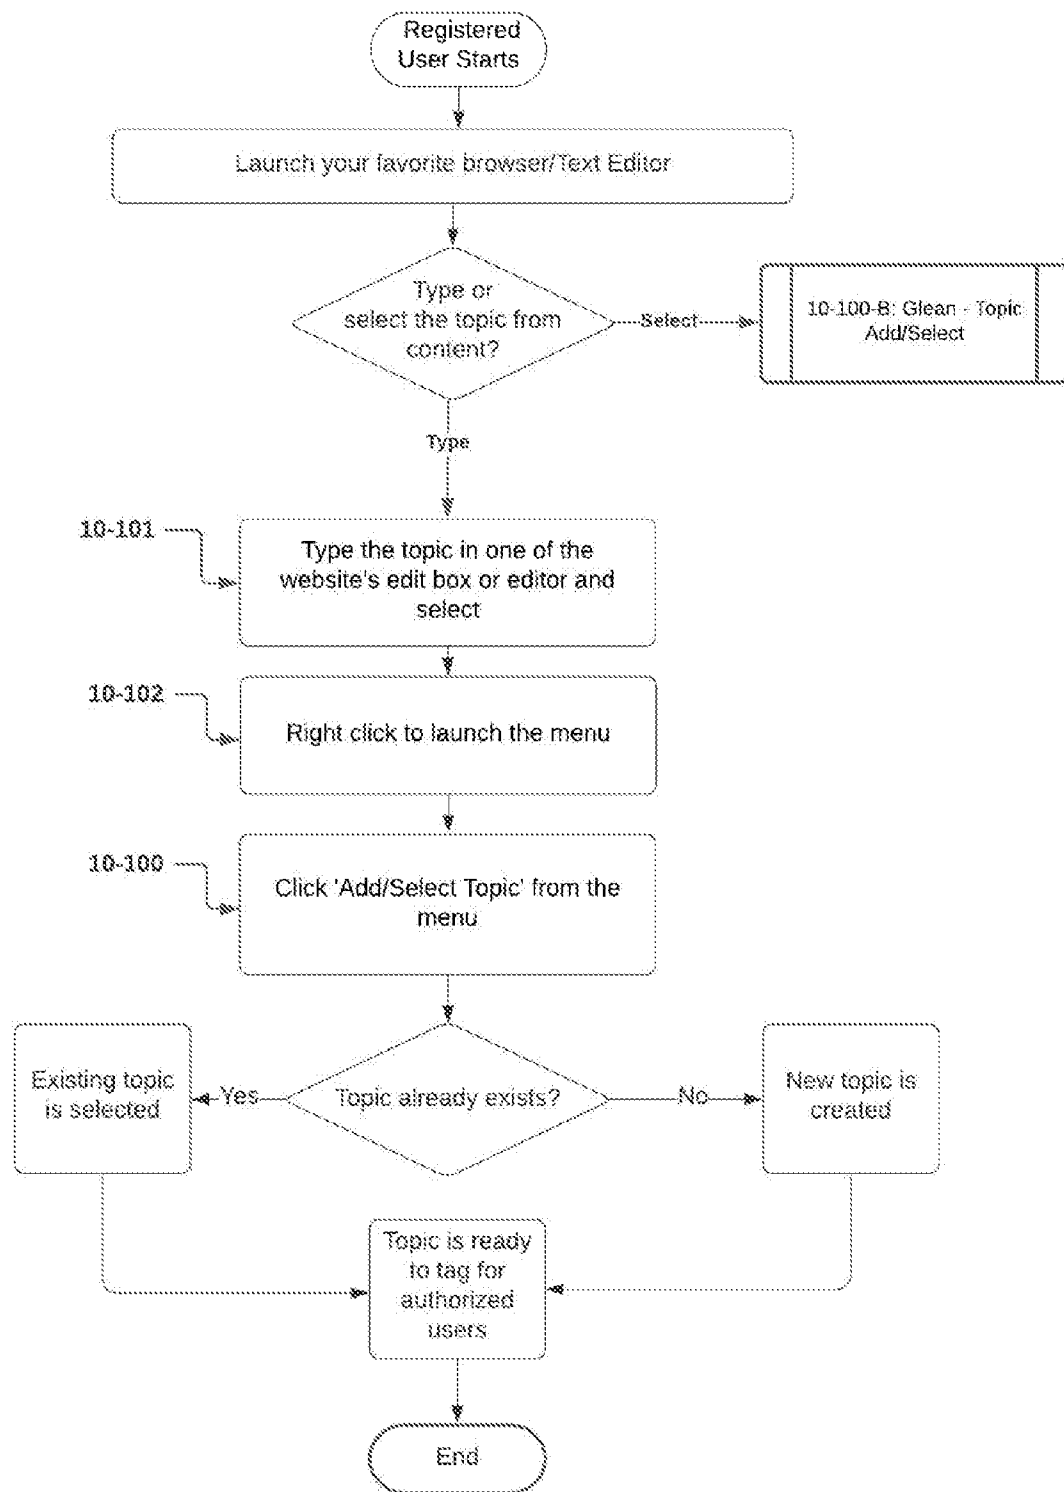 Registered
User Starts
Launch your favorite browser/Text Editor
Type or
select the topic from
content?
Select
10-100-B: Glean - Topic
Add/Select
Type
10-101
Type the topic in one of the
website's edit box or editor and
select
10-102
Right click to launch the menu
10-100
Click 'Add/Select Topic' from the
menu
Existing topic
is selected
Yes
Topic already exists?
No
New topic is
created
Topic is ready
to tag for
authorized
users
End